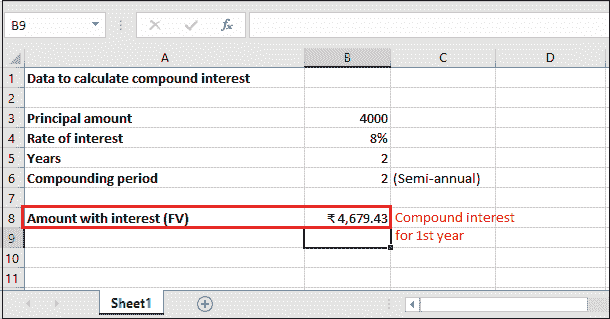 B9 fx
A B C D
1 Data to calculate compound interest
2
3 Principal amount 4000
4 Rate of interest 8%
5 Years 2
6 Compounding period 2 (Semi-annual)
7
8 Amount with interest (FV) ₹ 4,679.43 Compound interest
9 for 1st year
10
11
Sheet1